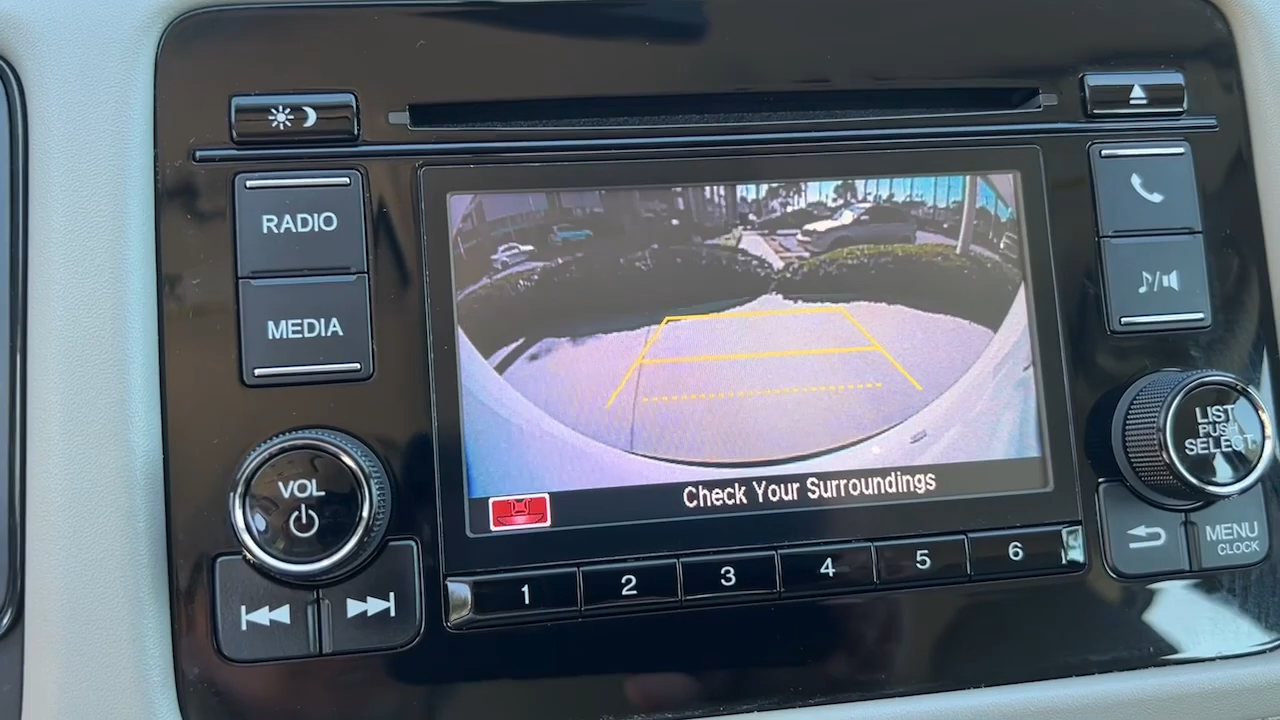 RADIO
MEDIA
VOL
Check Your Surroundings
1 2 3 4 5 6
LIST
PUSH
SELECT
MENU
CLOCK